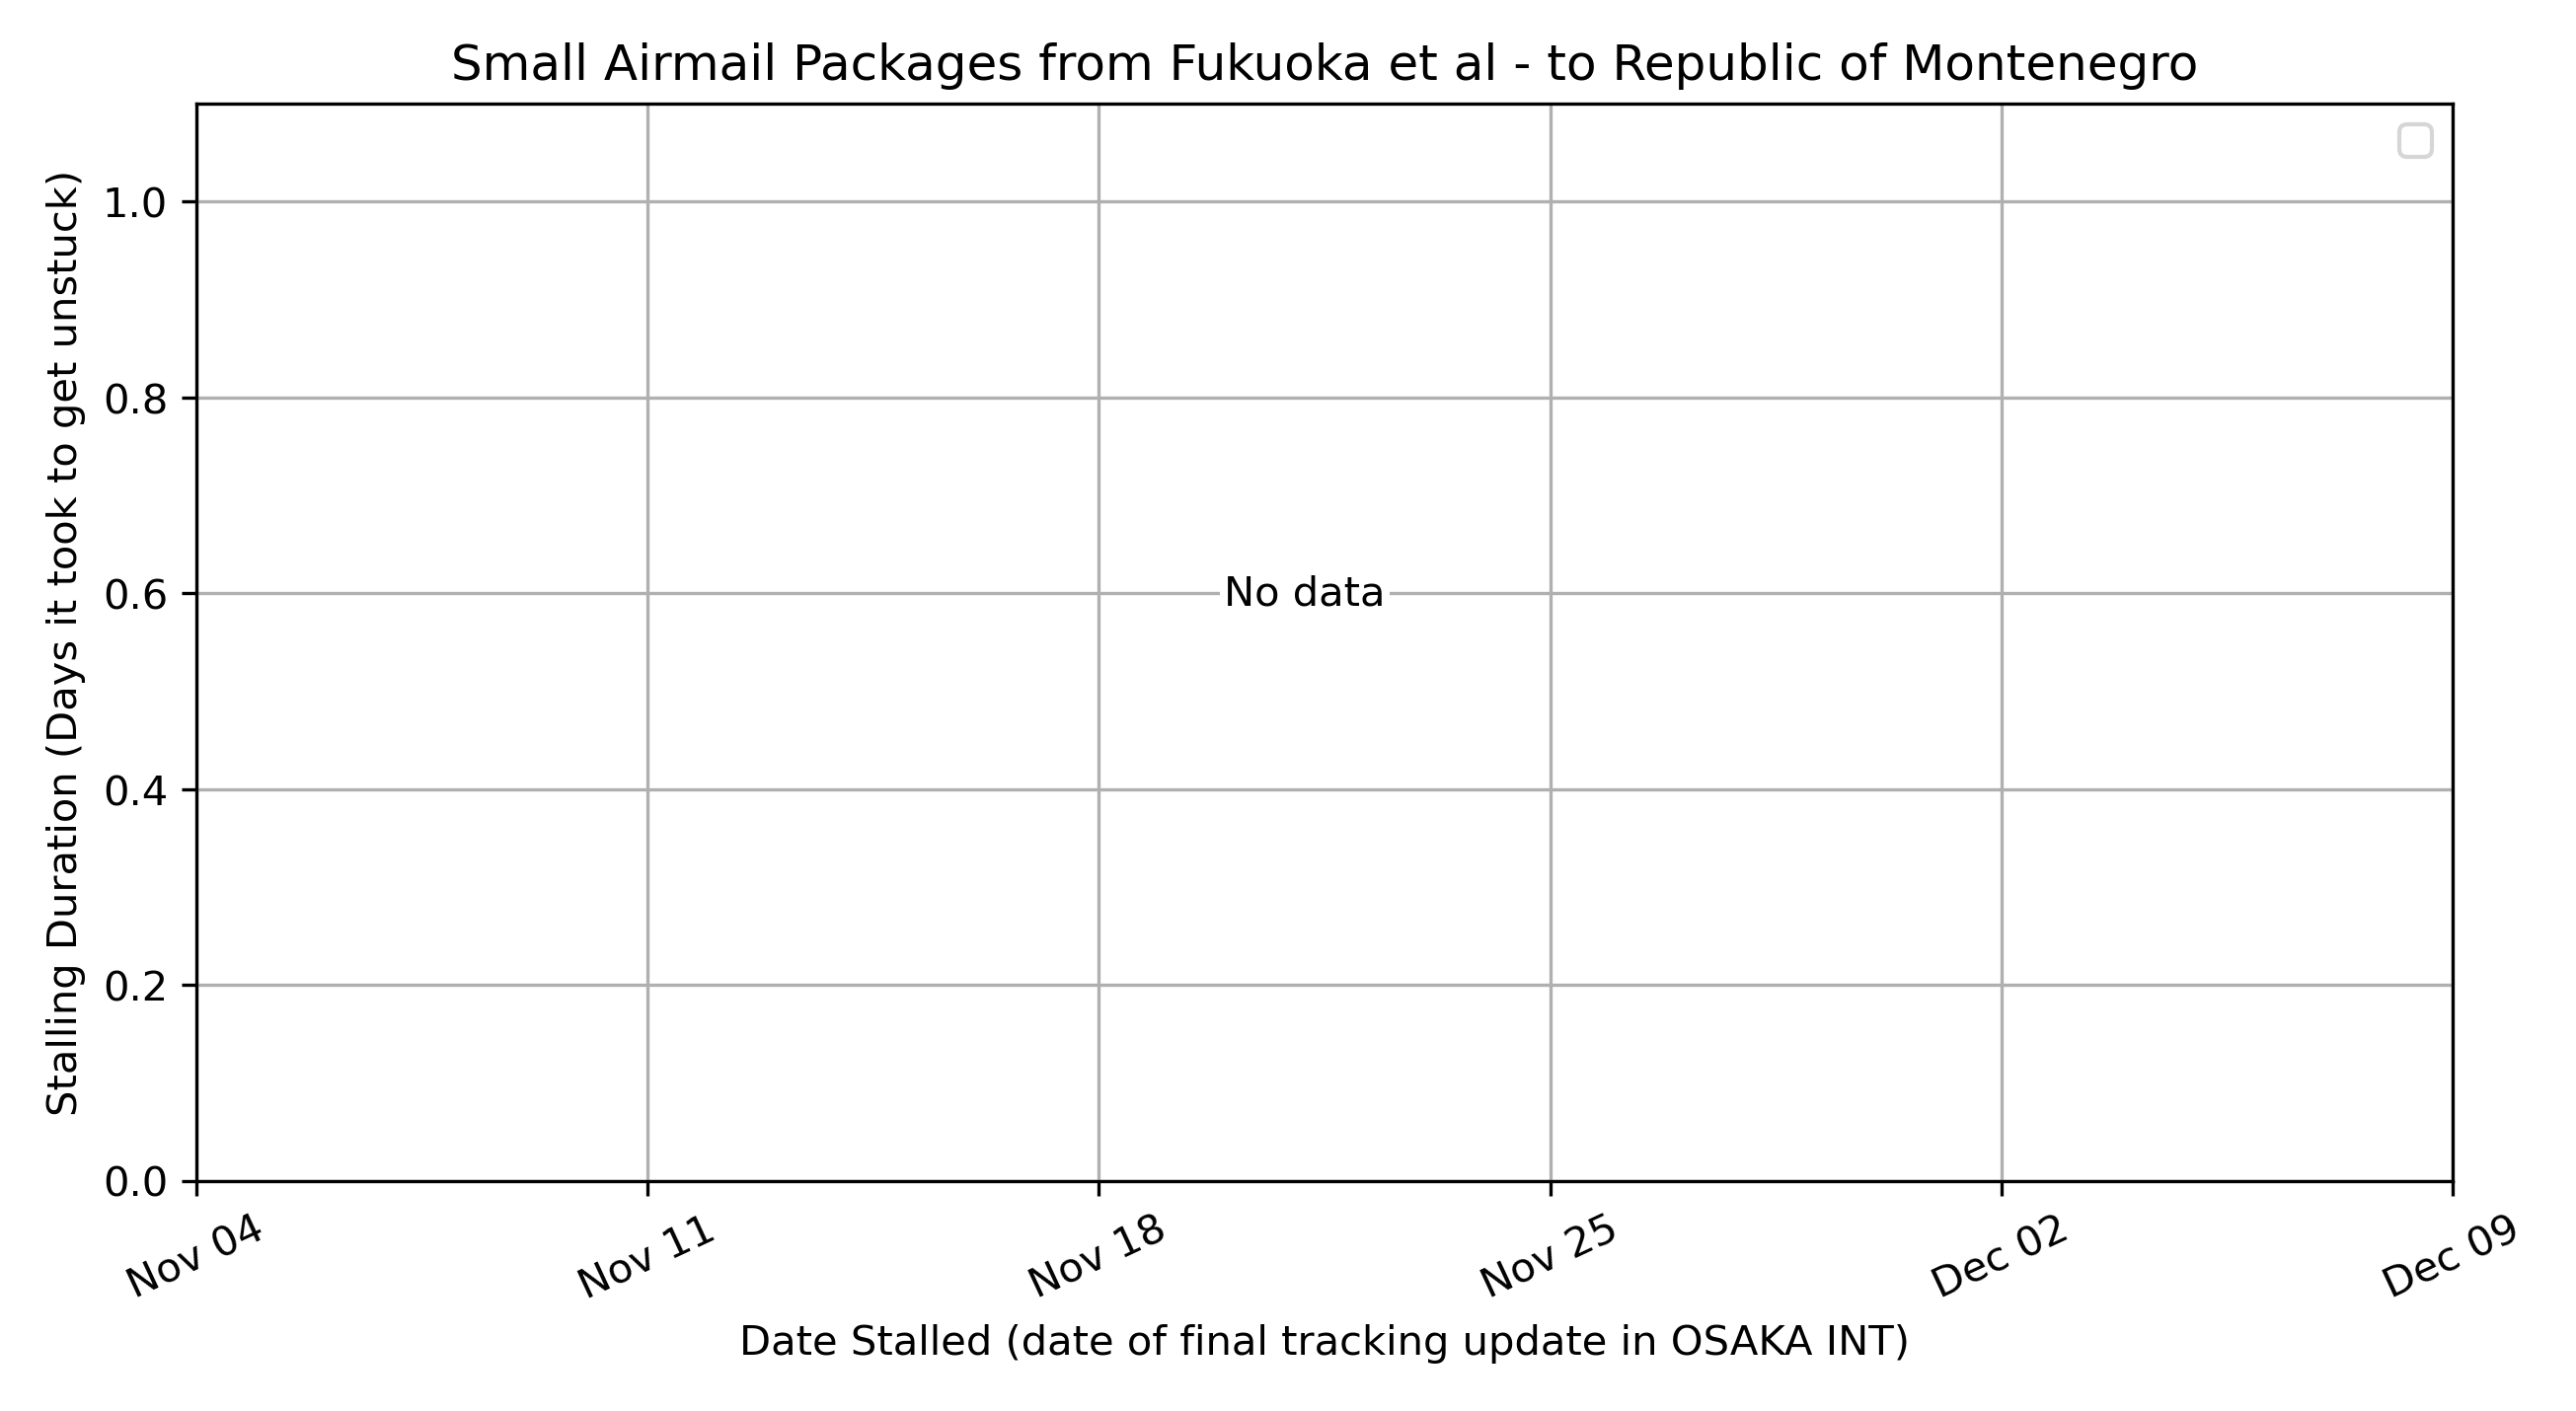 Small Airmail Packages from Fukuoka et al - to Republic of Montenegro
Stalling Duration (Days it took to get unstuck)
1.0
0.8
0.6
0.4
0.2
0.0
No data
Nov 04
Nov 11
Nov 18
Nov 25
Dec 02
Dec 09
Date Stalled (date of final tracking update in OSAKA INT)